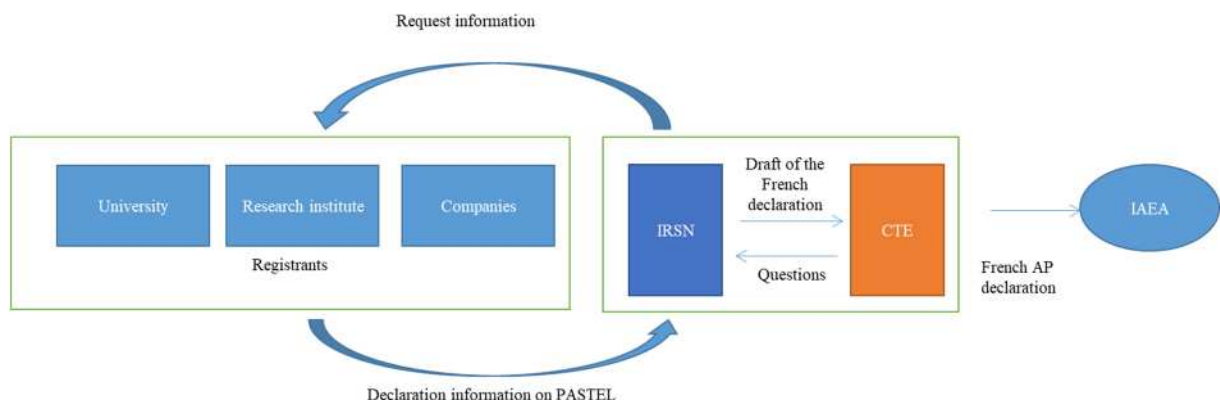 Request information
University
Research institute
Companies
Registrants
IRSN
Draft of the
French
declaration
Questions
CTE
IAEA
French AP
declaration
Declaration information on PASTEL